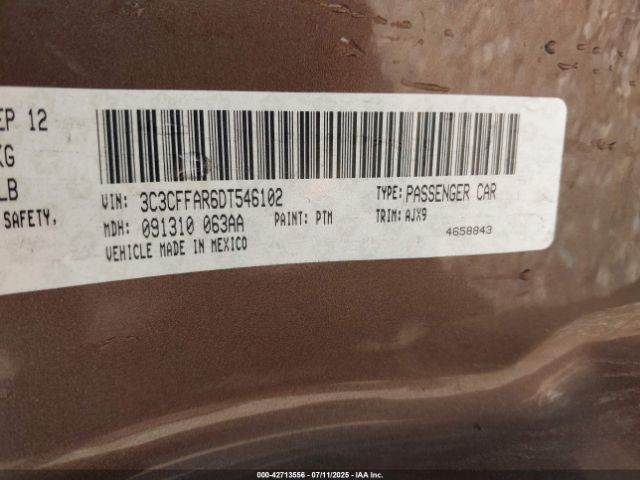 EP 12
KG
LB
SAFETY,
VIN: 3C3CFFAR6DT546102
TYPE: PASSENGER CAR
MDH: 091310 063AA
PAINT: PTM
TRIM: AJX9
VEHICLE MADE IN MEXICO
4658843
000-42713556 - 07/11/2025 - IAA Inc.